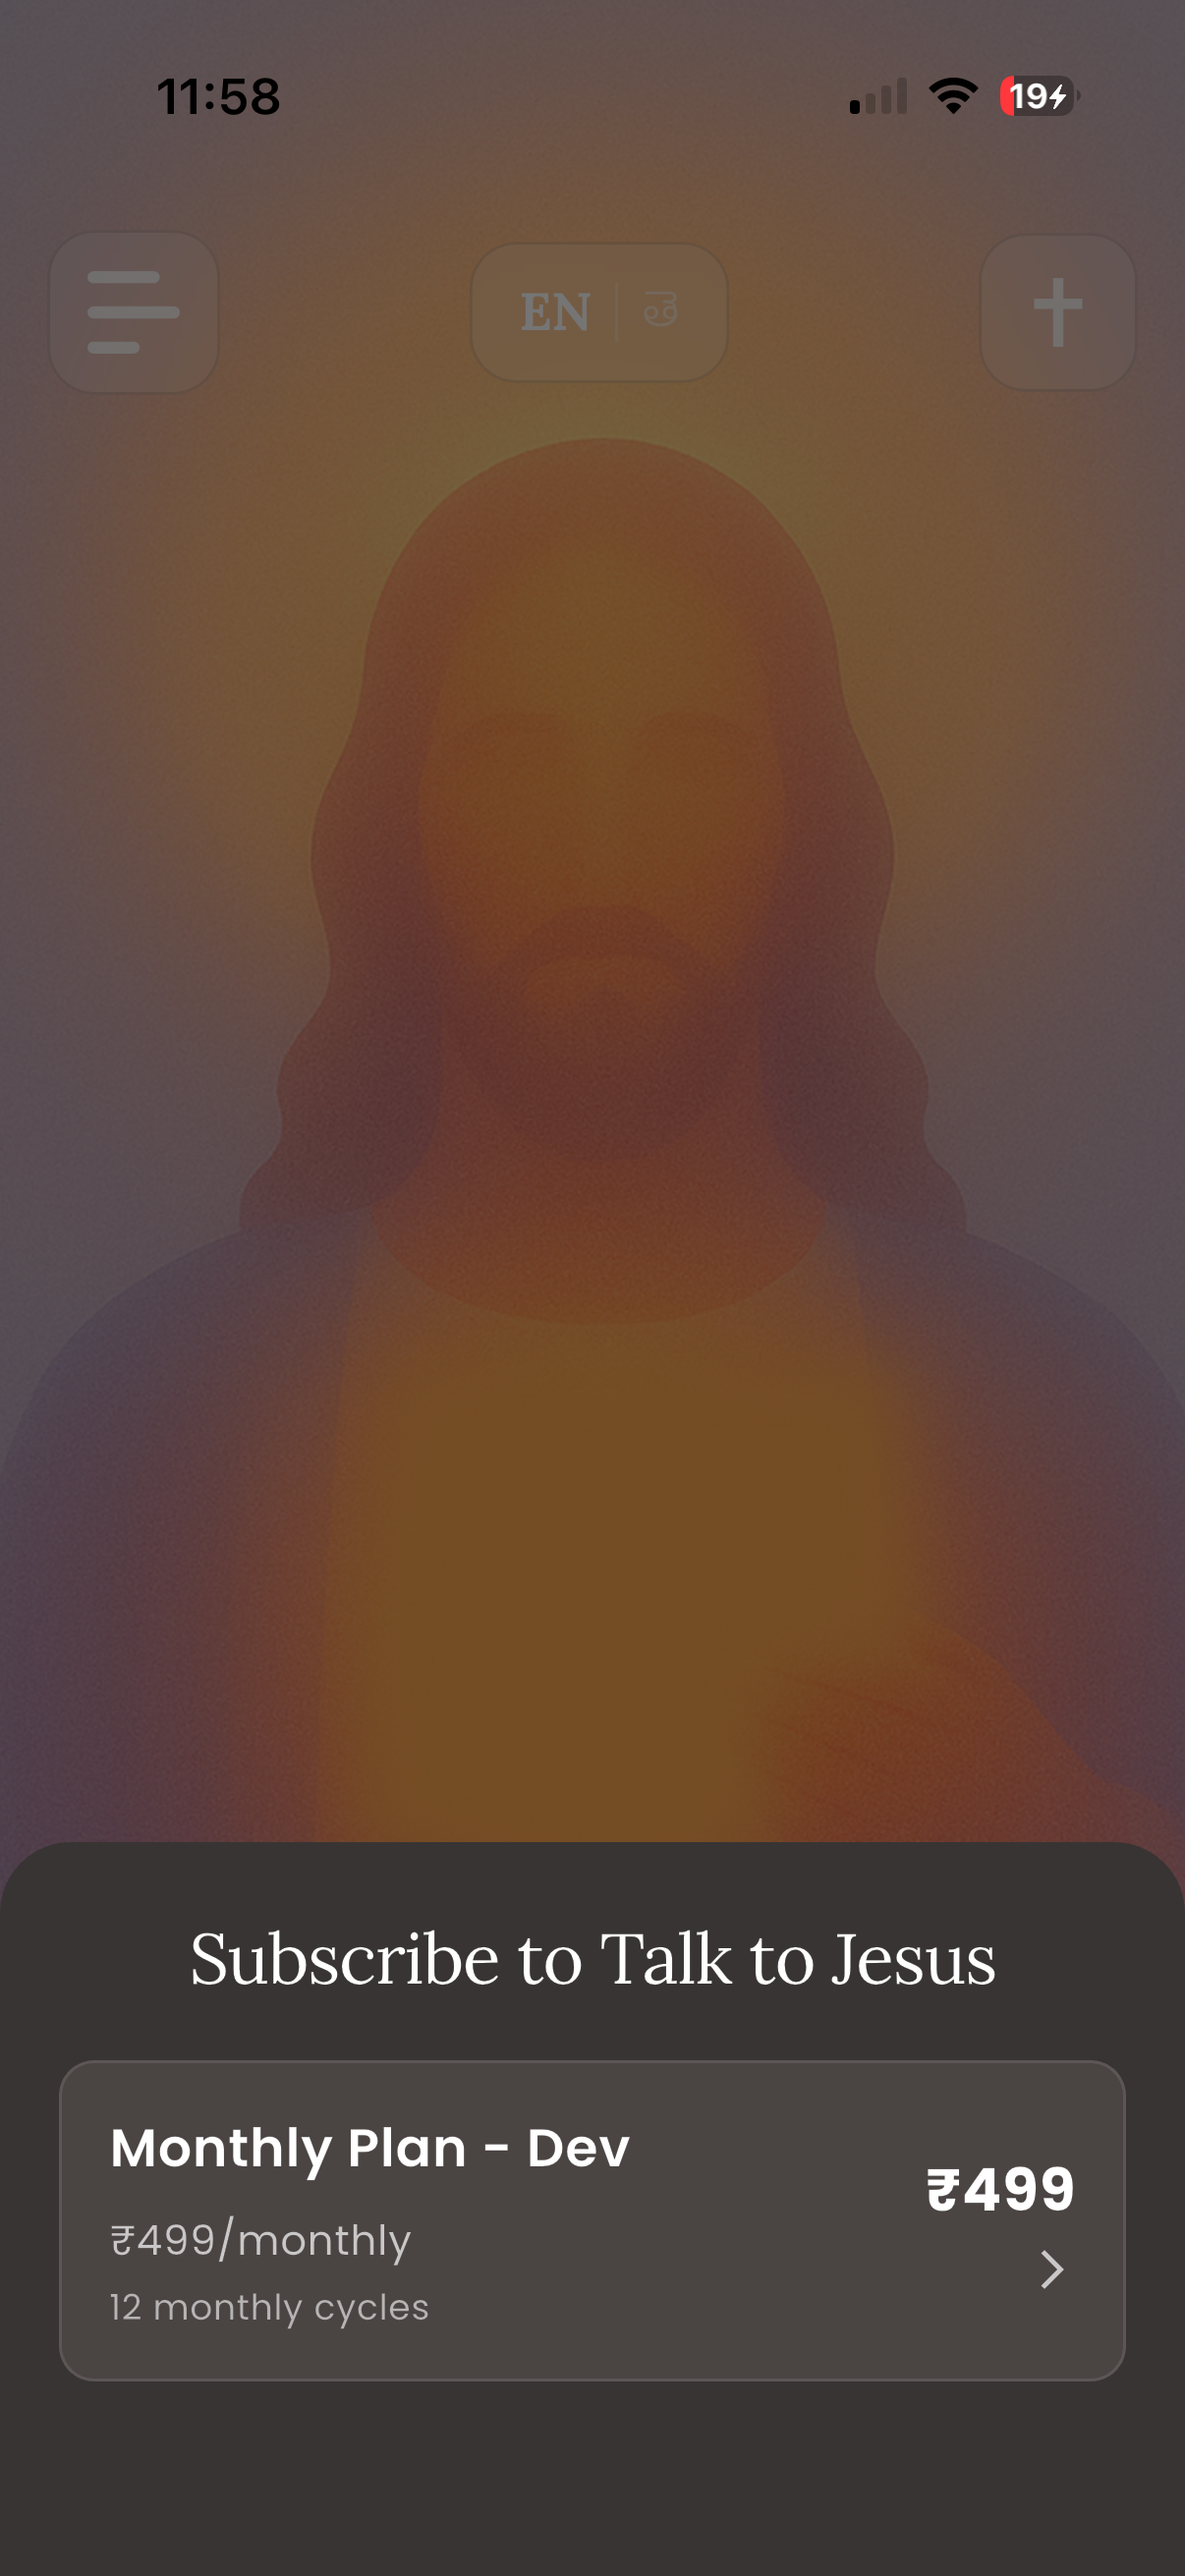 11:58
19
EN | తె
Subscribe to Talk to Jesus
Monthly Plan - Dev
₹499
₹499/monthly
12 monthly cycles